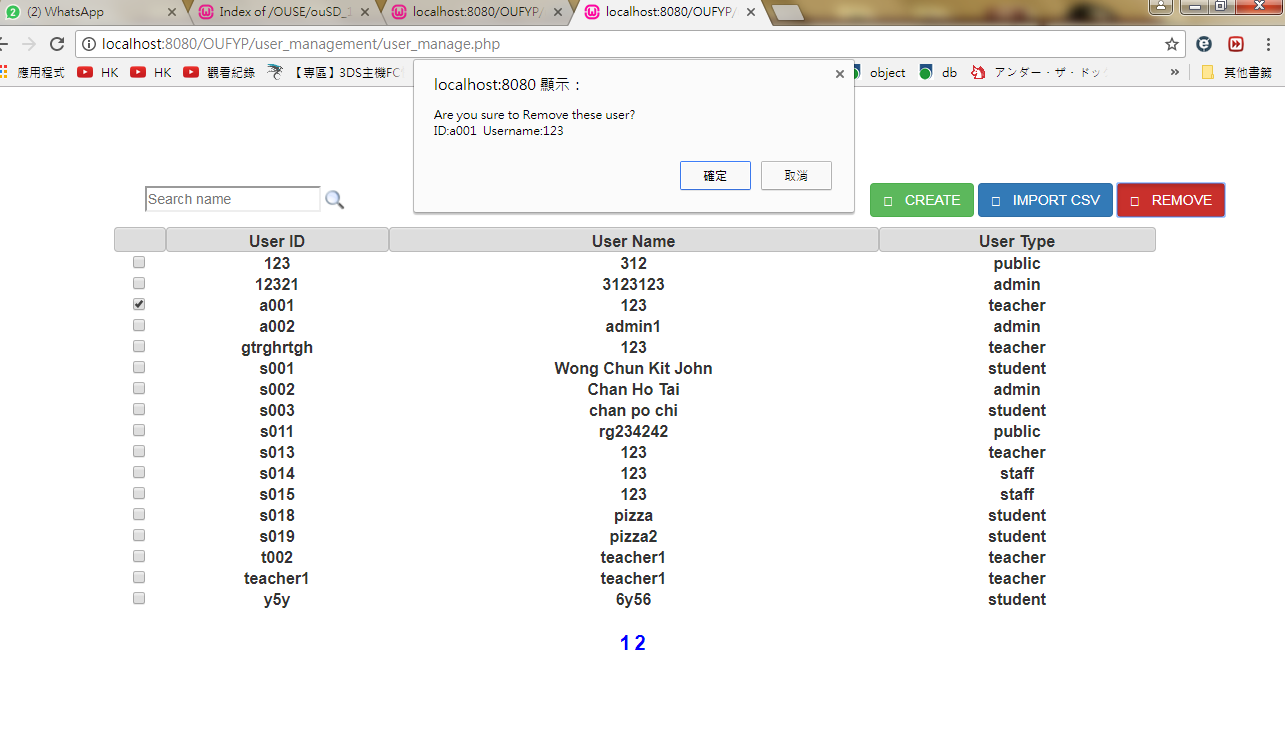 2 (2) WhatsApp Index of /OUSE/ouSD_1 localhost:8080/OUFYP/ localhost:8080/OUFYP/
localhost:8080/OUFYP/user_management/user_manage.php
應用程式 HK HK 觀看紀錄 【專區】3DS主機FC object db アンダー・ザ・ドッ » 其他書籤
localhost:8080 顯示：
Are you sure to Remove these user?
ID:a001 Username:123
確定 取消
Search name CREATE IMPORT CSV REMOVE
User ID User Name User Type
123 312 public
12321 3123123 admin
a001 123 teacher
a002 admin1 admin
gtrghrtgh 123 teacher
s001 Wong Chun Kit John student
s002 Chan Ho Tai admin
s003 chan po chi student
s011 rg234242 public
s013 123 teacher
s014 123 staff
s015 123 staff
s018 pizza student
s019 pizza2 student
t002 teacher1 teacher
teacher1 teacher1 teacher
y5y 6y56 student
1 2